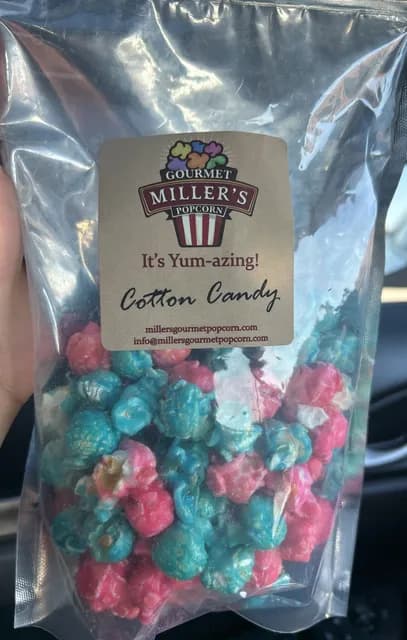 GOURMET
MILLER'S
POPCORN
It's Yum-azing!
Cotton Candy
millersgourmetpopcorn.com
info@millersgourmetpopcorn.com